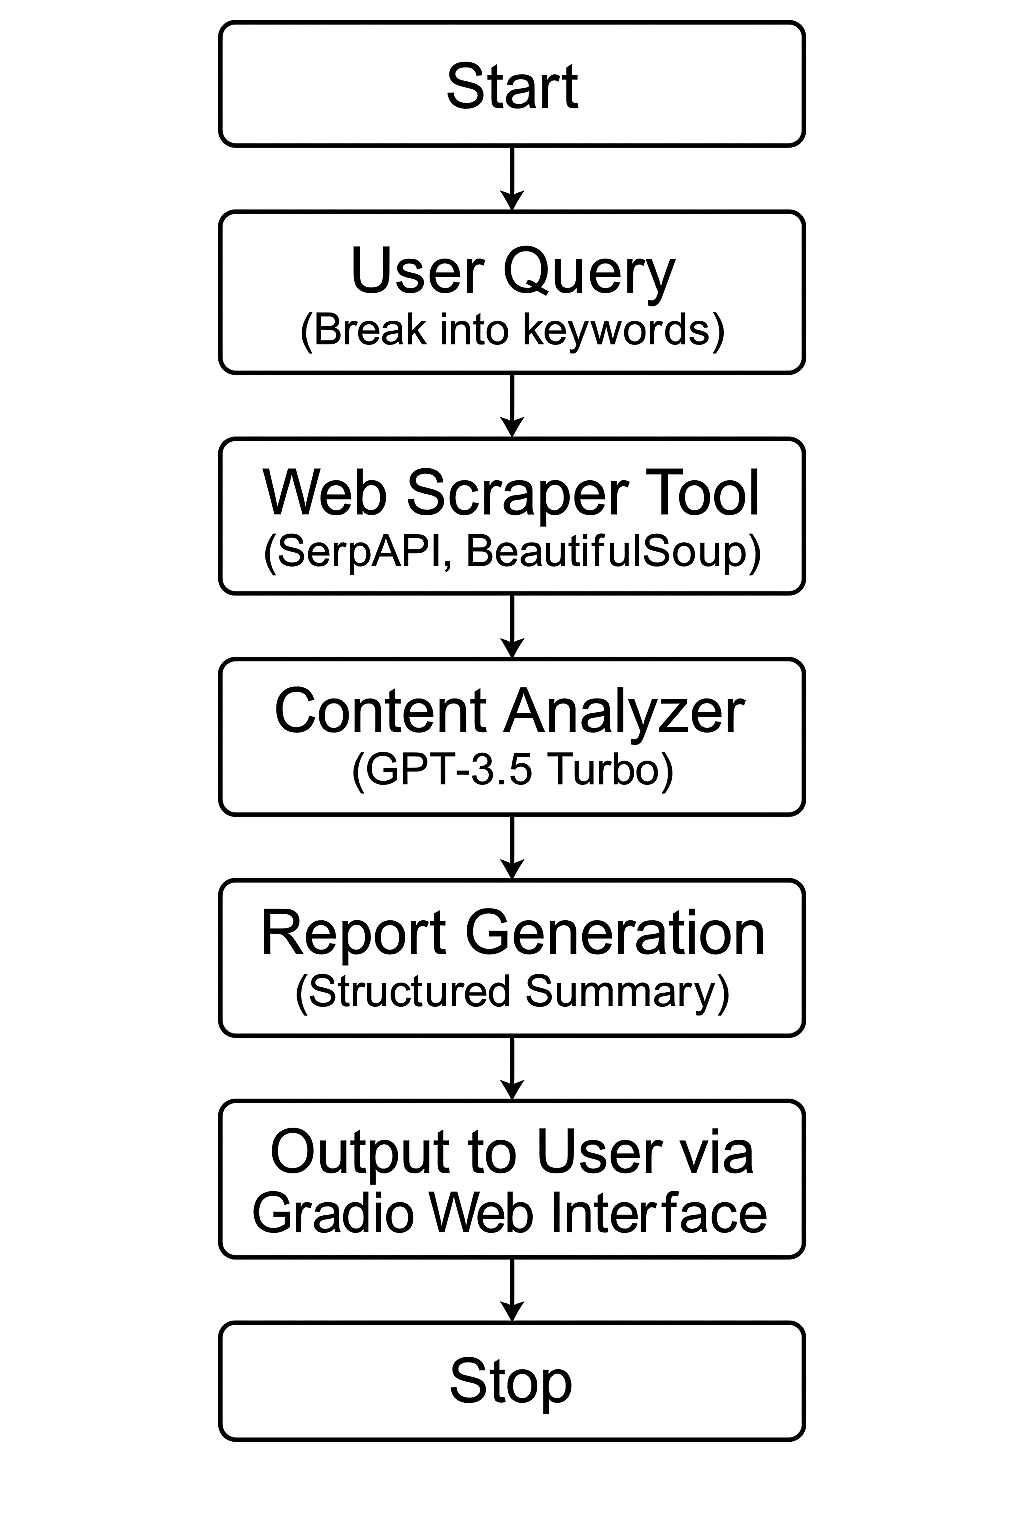 Start
User Query
(Break into keywords)
Web Scraper Tool
(SerpAPI, BeautifulSoup)
Content Analyzer
(GPT-3.5 Turbo)
Report Generation
(Structured Summary)
Output to User via
Gradio Web Interface
Stop